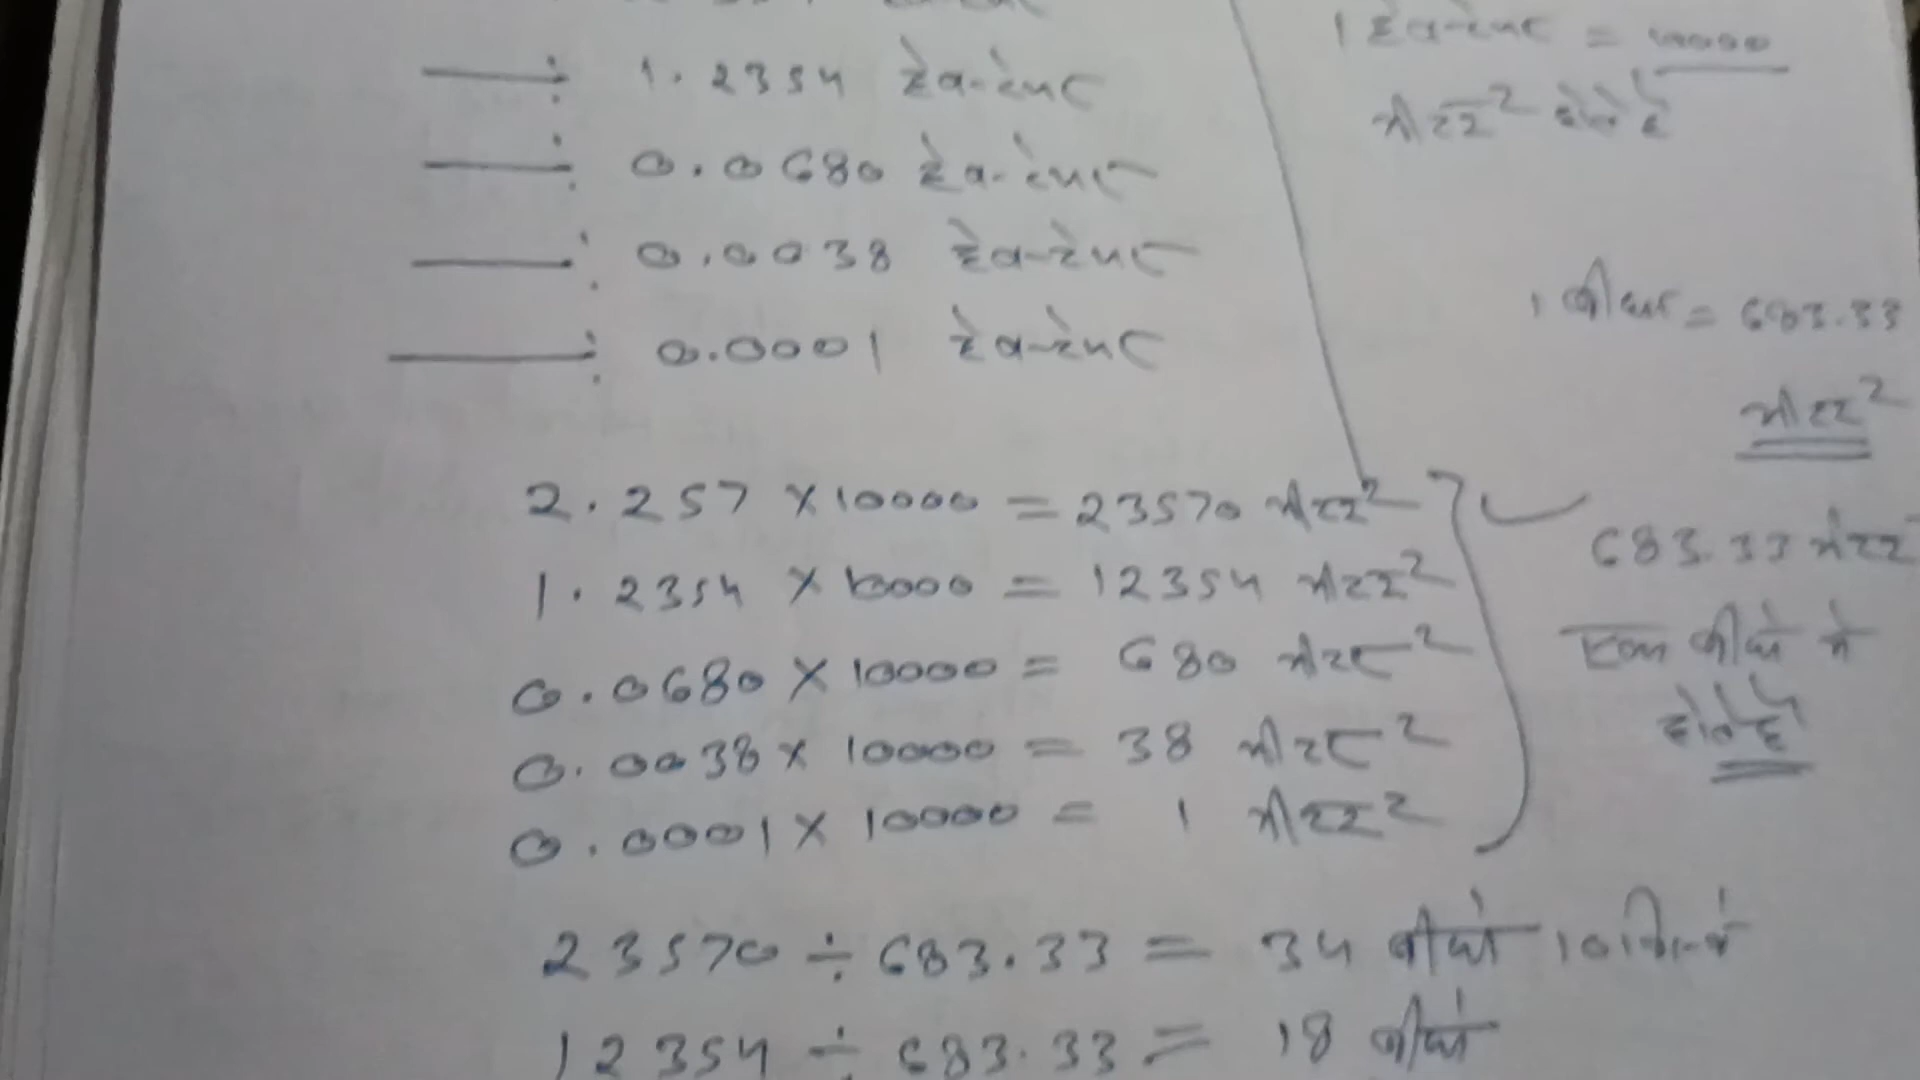 1 हेक्टेयर = 10000
मीटर² होते हैं
1.2354 हेक्टेयर
0.0680 हेक्टेयर
0.0038 हेक्टेयर
0.0001 हेक्टेयर
1 बीघा = 683.33
मीटर²
2.257 × 10000 = 23570 मीटर²
1.2354 × 10000 = 12354 मीटर²
0.0680 × 10000 = 680 मीटर²
0.0038 × 10000 = 38 मीटर²
0.0001 × 10000 = 1 मीटर²
683.33 मीटर
एक बीघे में
होते हैं
23570 ÷ 683.33 = 34 बीघे 10
12354 ÷ 683.33 = 18 बीघे